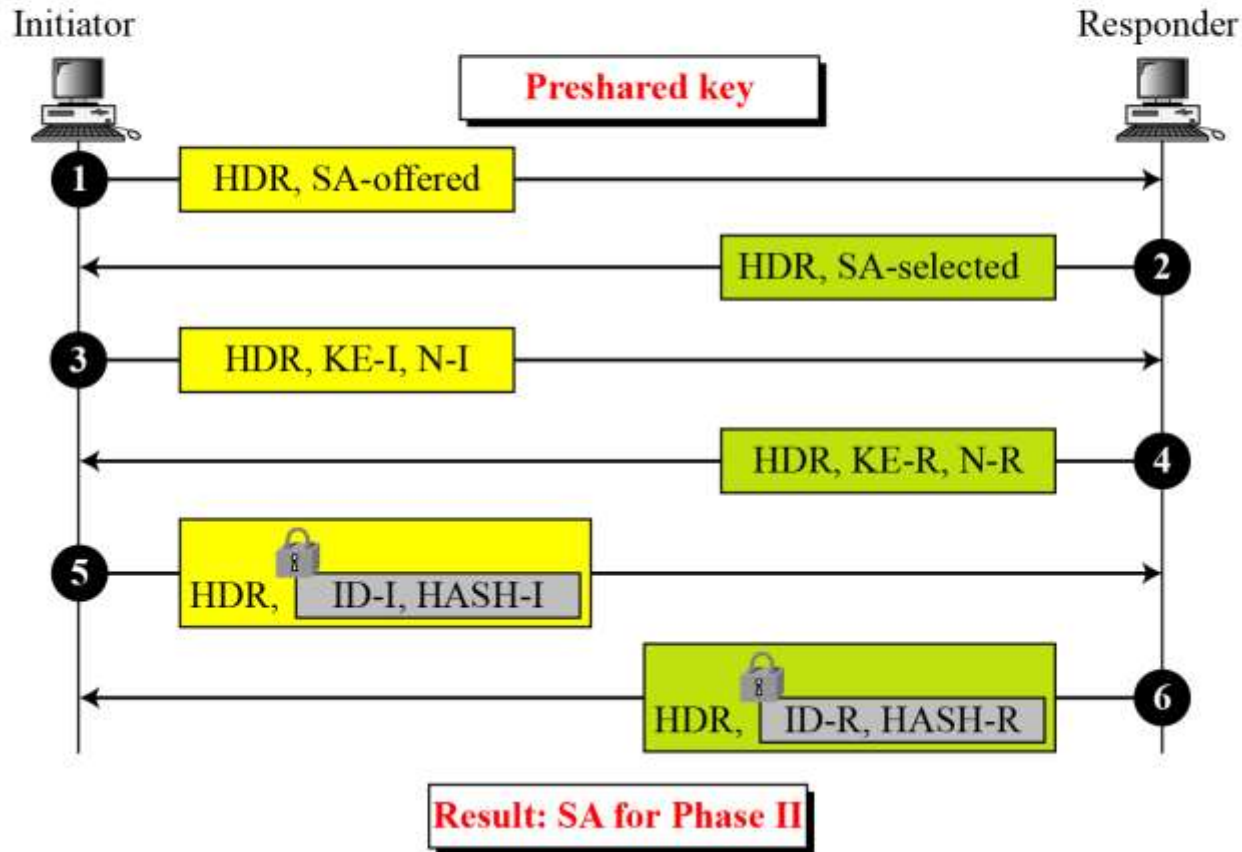 Initiator
Responder
Preshared key
1
HDR, SA-offered
HDR, SA-selected
2
3
HDR, KE-I, N-I
HDR, KE-R, N-R
4
5
HDR, ID-I, HASH-I
HDR, ID-R, HASH-R
6
Result: SA for Phase II